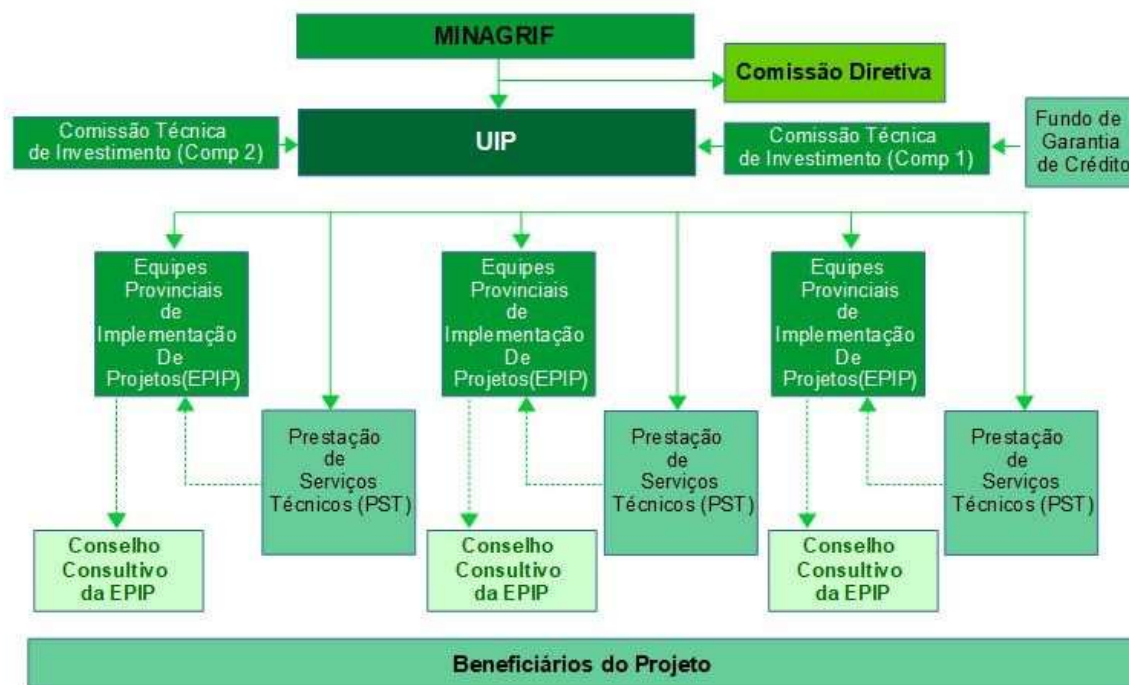 MINAGRIF
Comissão Diretiva
Comissão Técnica
de Investimento (Comp 2)
UIP
Comissão Técnica
de Investimento (Comp 1)
Fundo de
Garantia
de Crédito
Equipes
Provinciais
de
Implementação
De
Projetos(EPIP)
Equipes
Provinciais
de
Implementação
De
Projetos(EPIP)
Equipes
Provinciais
de
Implementação
De
Projetos(EPIP)
Prestação
de
Serviços
Técnicos (PST)
Prestação
de
Serviços
Técnicos (PST)
Prestação
de
Serviços
Técnicos (PST)
Conselho
Consultivo
da EPIP
Conselho
Consultivo
da EPIP
Conselho
Consultivo
da EPIP
Beneficiários do Projeto